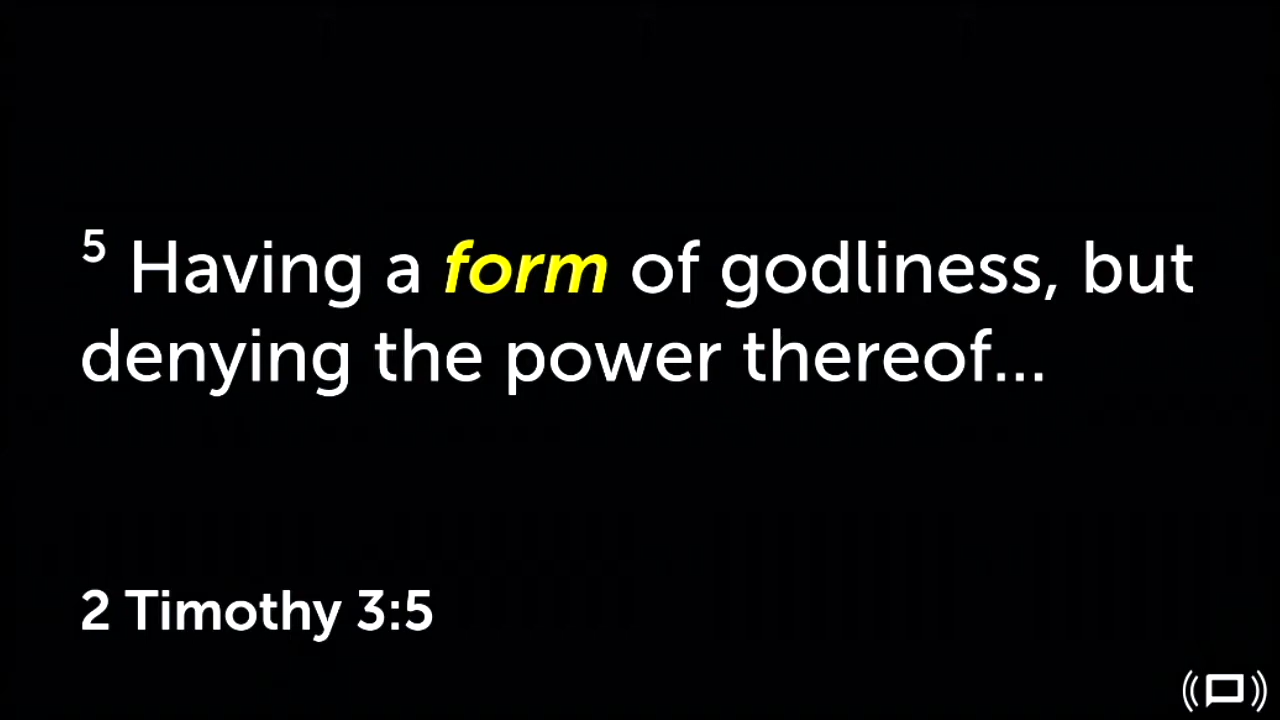 5 Having a form of godliness, but
denying the power thereof...
2 Timothy 3:5